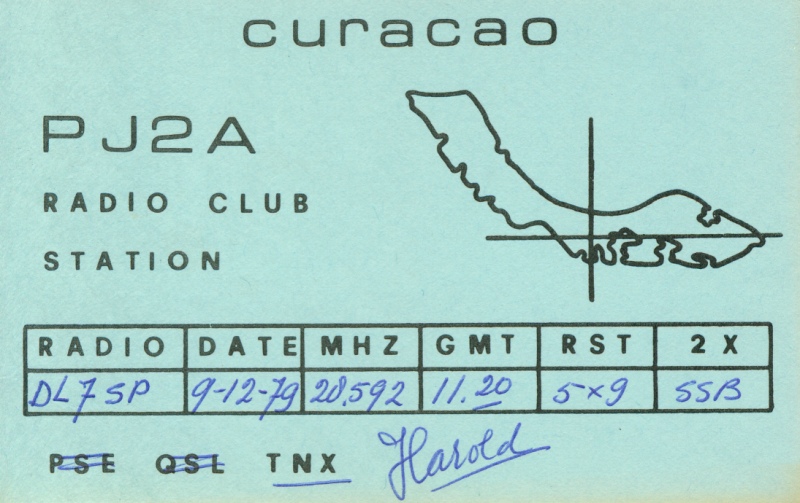 curacao
PJ2A
RADIO CLUB
STATION
RADIO DATE MHZ GMT RST 2 X
DL7SP 9-12-79 28.592 11.20 5x9 SSB
PSE QSL TNX Harold